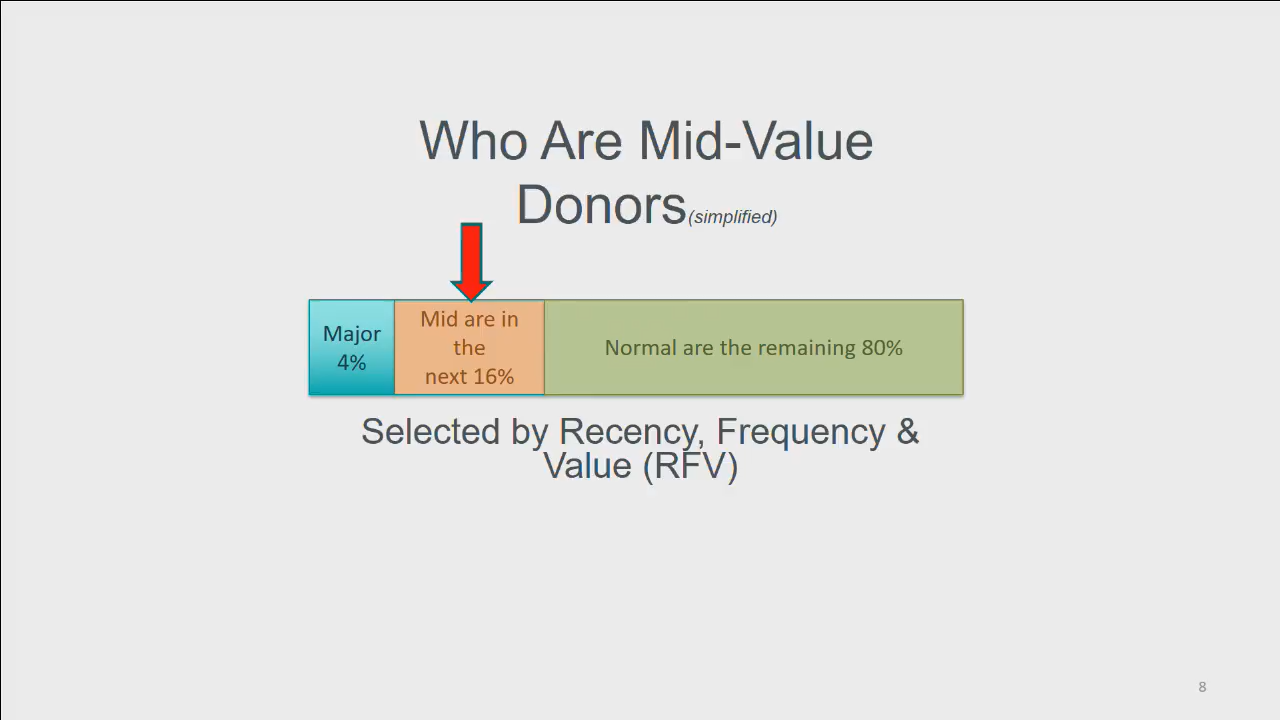 Who Are Mid-Value
Donors(simplified)
Major
4%
Mid are in
the
next 16%
Normal are the remaining 80%
Selected by Recency, Frequency &
Value (RFV)
8